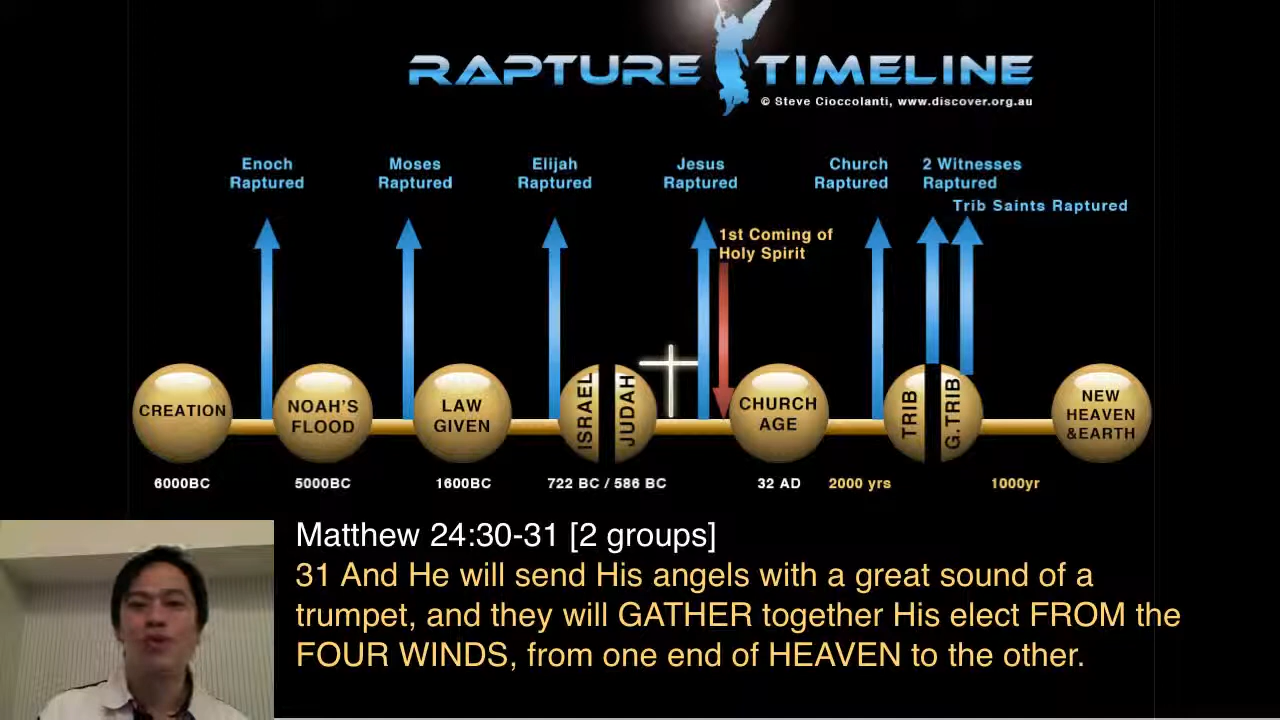 RAPTURE TIMELINE
© Steve Cioccolanti, www.discover.org.au
Enoch
Raptured
Moses
Raptured
Elijah
Raptured
Jesus
Raptured
Church
Raptured
2 Witnesses
Raptured
Trib Saints Raptured
1st Coming of
Holy Spirit
CREATION
NOAH'S
FLOOD
LAW
GIVEN
ISRAEL
JUDAH
CHURCH
AGE
TRIB
G.TRIB
NEW
HEAVEN
&EARTH
6000BC
5000BC
1600BC
722 BC / 586 BC
32 AD
2000 yrs
1000yr
Matthew 24:30-31 [2 groups]
31 And He will send His angels with a great sound of a
trumpet, and they will GATHER together His elect FROM the
FOUR WINDS, from one end of HEAVEN to the other.